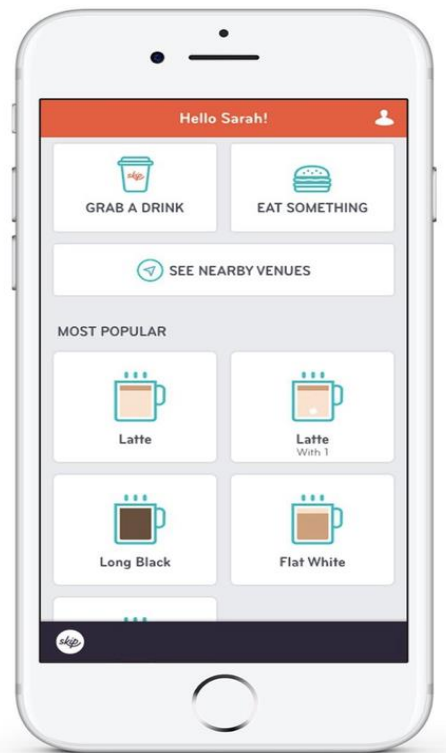 Hello Sarah!
skip
GRAB A DRINK
EAT SOMETHING
SEE NEARBY VENUES
MOST POPULAR
Latte
Latte
With 1
Long Black
Flat White
skip